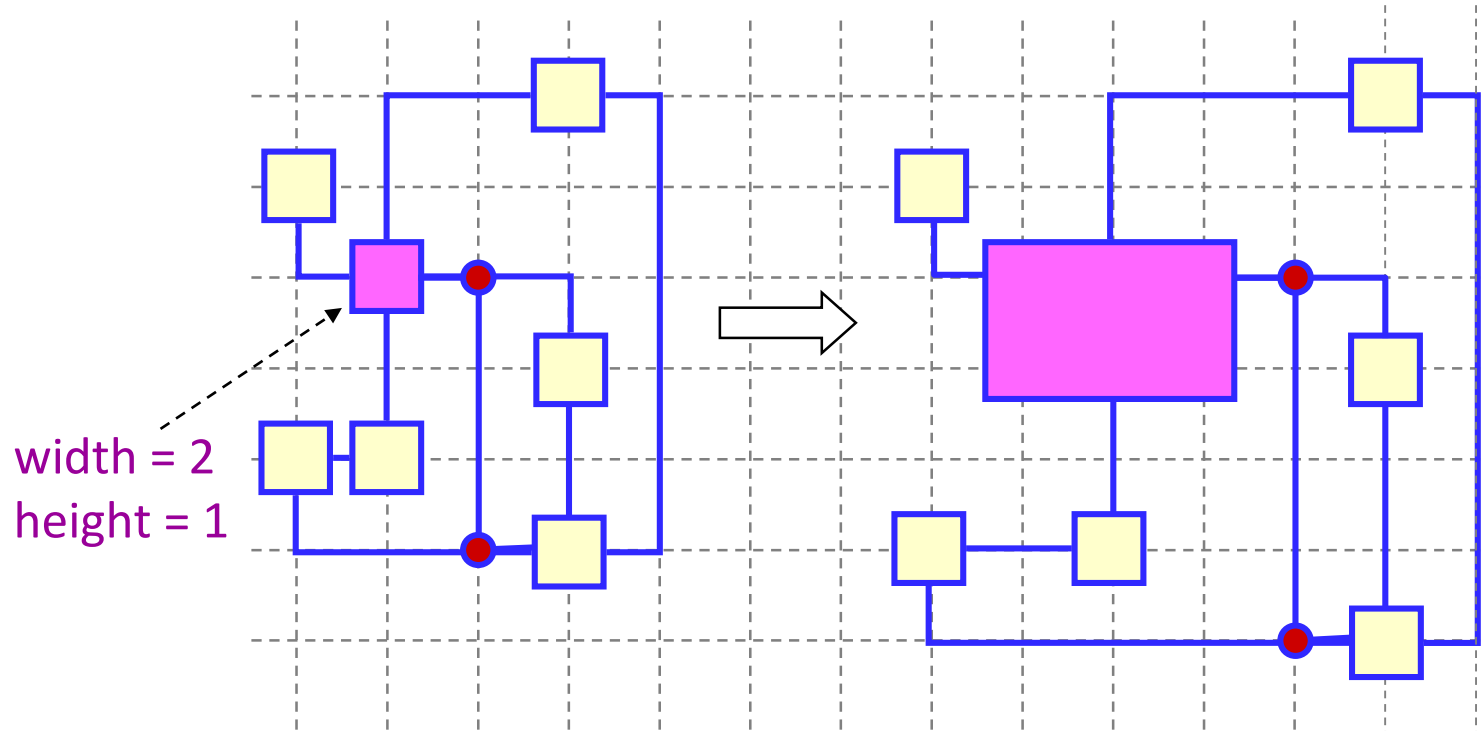 width = 2
height = 1